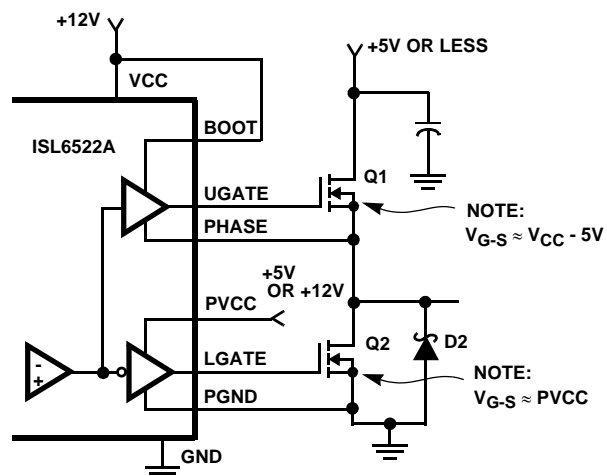 +12V
+5V OR LESS
VCC
BOOT
ISL6522A
Q1
UGATE
NOTE:
V_G-S ≈ V_CC - 5V
PHASE
+5V
OR +12V
PVCC
Q2
D2
LGATE
-
+
NOTE:
V_G-S ≈ PVCC
PGND
GND